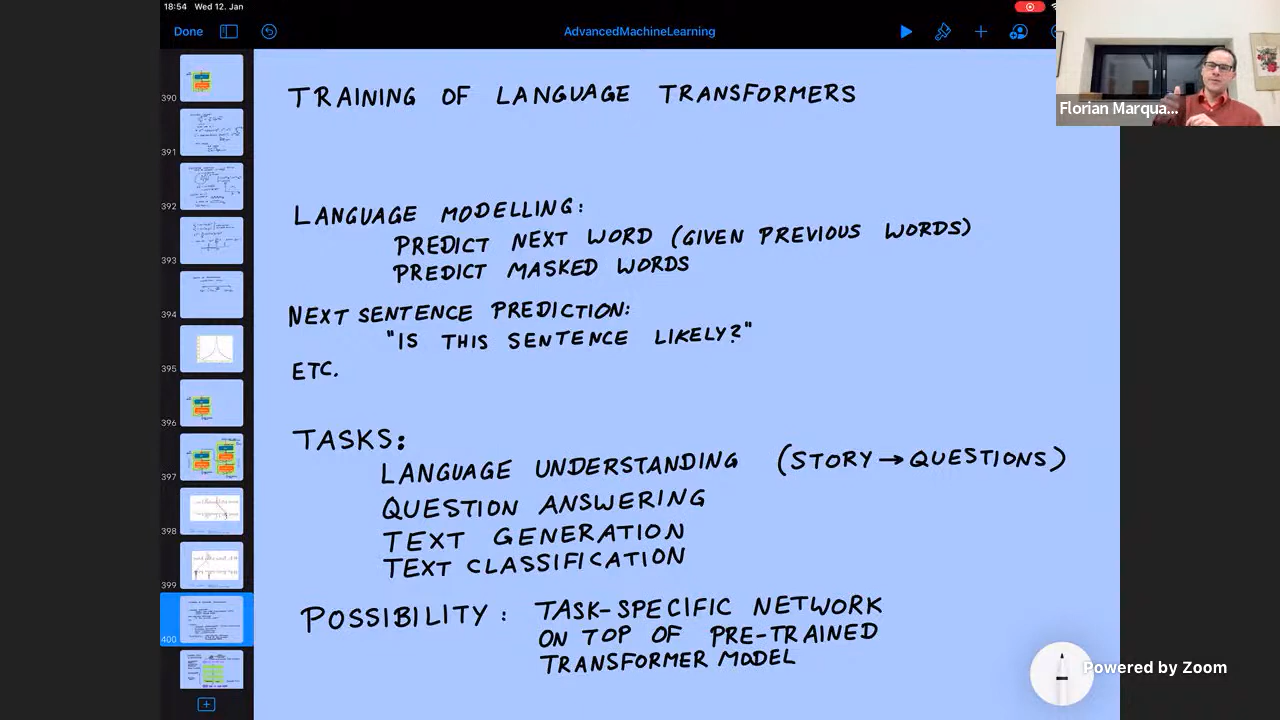 18:54 Wed 12. Jan
Done
AdvancedMachineLearning
Florian Marqua...
390
391
392
393
394
395
396
397
398
399
400
TRAINING OF LANGUAGE TRANSFORMERS
LANGUAGE MODELLING:
PREDICT NEXT WORD (GIVEN PREVIOUS WORDS)
PREDICT MASKED WORDS
NEXT SENTENCE PREDICTION:
"IS THIS SENTENCE LIKELY?"
ETC.
TASKS:
LANGUAGE UNDERSTANDING (STORY → QUESTIONS)
QUESTION ANSWERING
TEXT GENERATION
TEXT CLASSIFICATION
POSSIBILITY: TASK-SPECIFIC NETWORK
ON TOP OF PRE-TRAINED
TRANSFORMER MODEL
Powered by Zoom